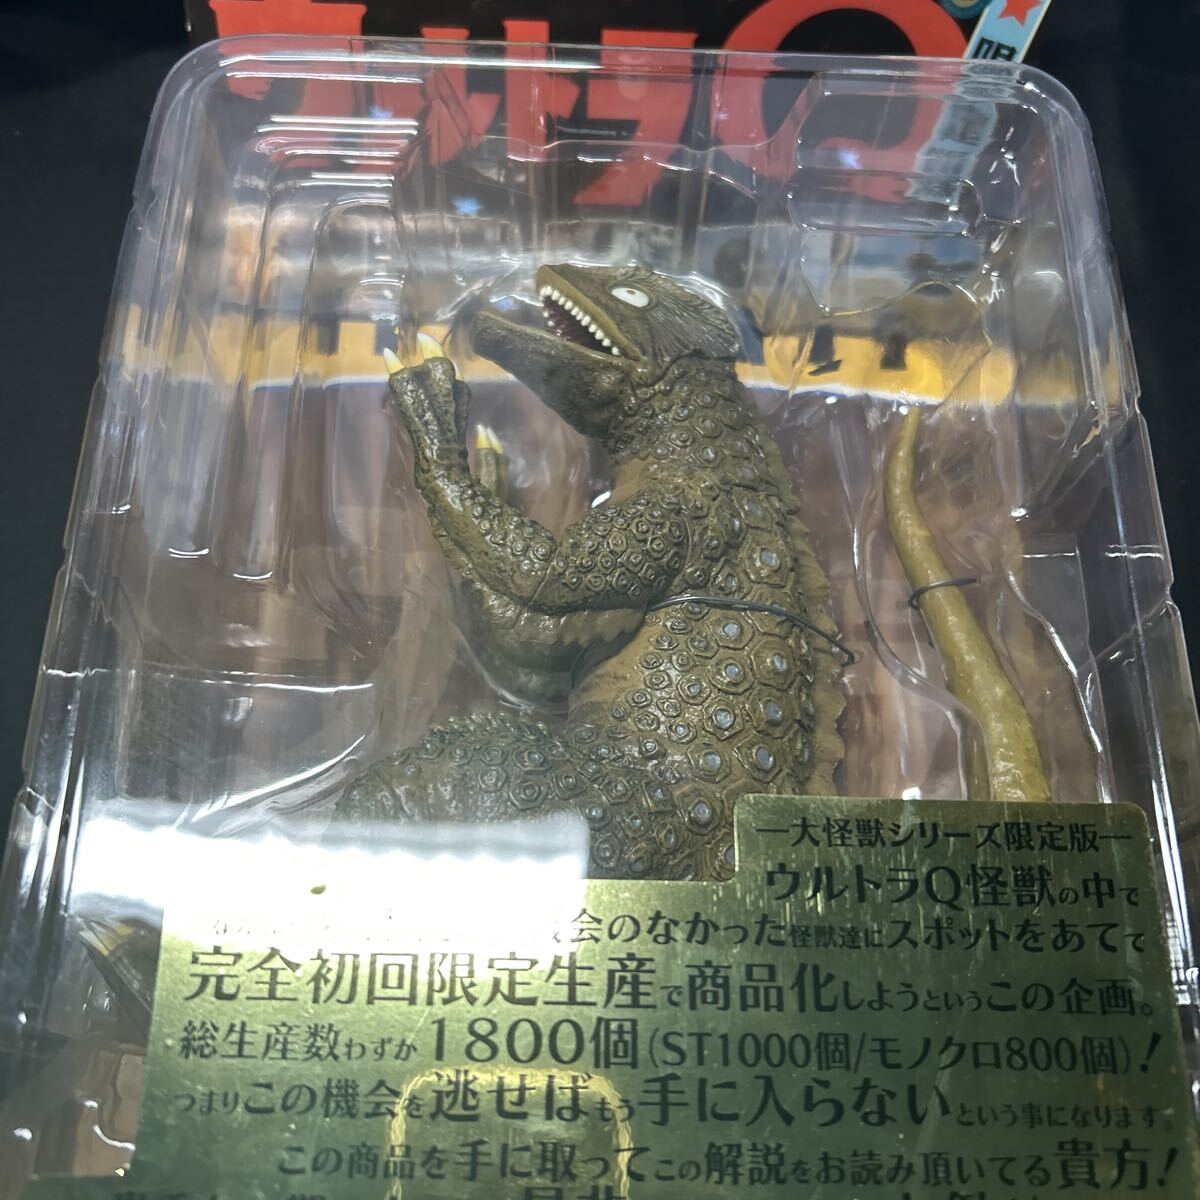 ウルトラQ
限
―大怪獣シリーズ限定版―
ウルトラQ怪獣の中で
機会のなかった怪獣達にスポットをあてて
完全初回限定生産で商品化しようというこの企画。
総生産数わずか1800個(ST1000個/モノクロ800個)!
つまりこの機会を逃せばもう手に入らないという事になります。
この商品を手に取ってこの解説をお読み頂いてる貴方!